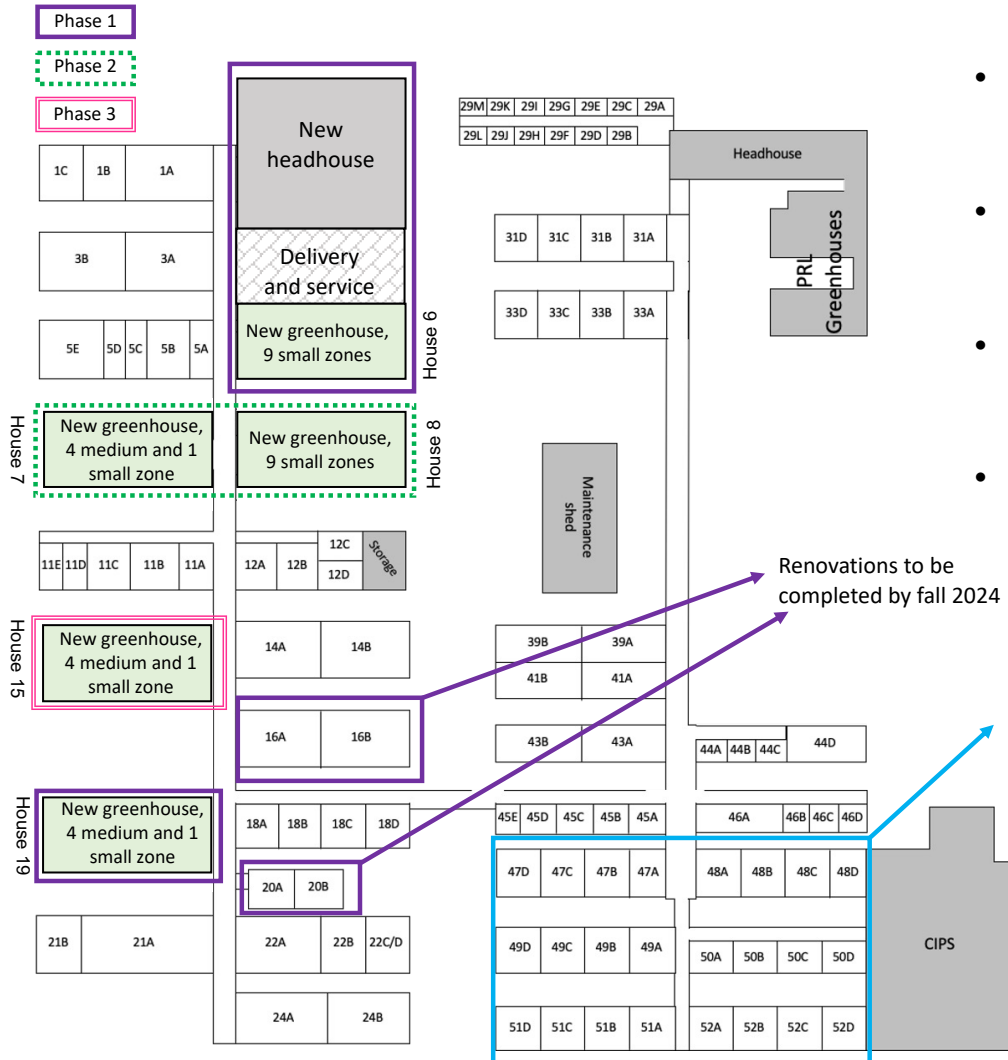 Phase 1
Phase 2
Phase 3
New
headhouse
Delivery
and service
New greenhouse,
9 small zones
House 6
29M 29K 29I 29G 29E 29C 29A
29L 29J 29H 29F 29D 29B
Headhouse
PRL
Greenhouses
1C 1B 1A
3B 3A
5E 5D 5C 5B 5A
31D 31C 31B 31A
33D 33C 33B 33A
House 7
New greenhouse,
4 medium and 1
small zone
New greenhouse,
9 small zones
House 8
Maintenance
shed
11E 11D 11C 11B 11A
12A 12B 12C
12D
Storage
Renovations to be
completed by fall 2024
House 15
New greenhouse,
4 medium and 1
small zone
14A 14B
16A 16B
39B 39A
41B 41A
43B 43A
44A 44B 44C 44D
House 19
New greenhouse,
4 medium and 1
small zone
18A 18B 18C 18D
20A 20B
45E 45D 45C 45B 45A
46A 46B 46C 46D
47D 47C 47B 47A
48A 48B 48C 48D
21B 21A
22A 22B 22C/D
24A 24B
49D 49C 49B 49A
50A 50B 50C 50D
51D 51C 51B 51A
52A 52B 52C 52D
CIPS